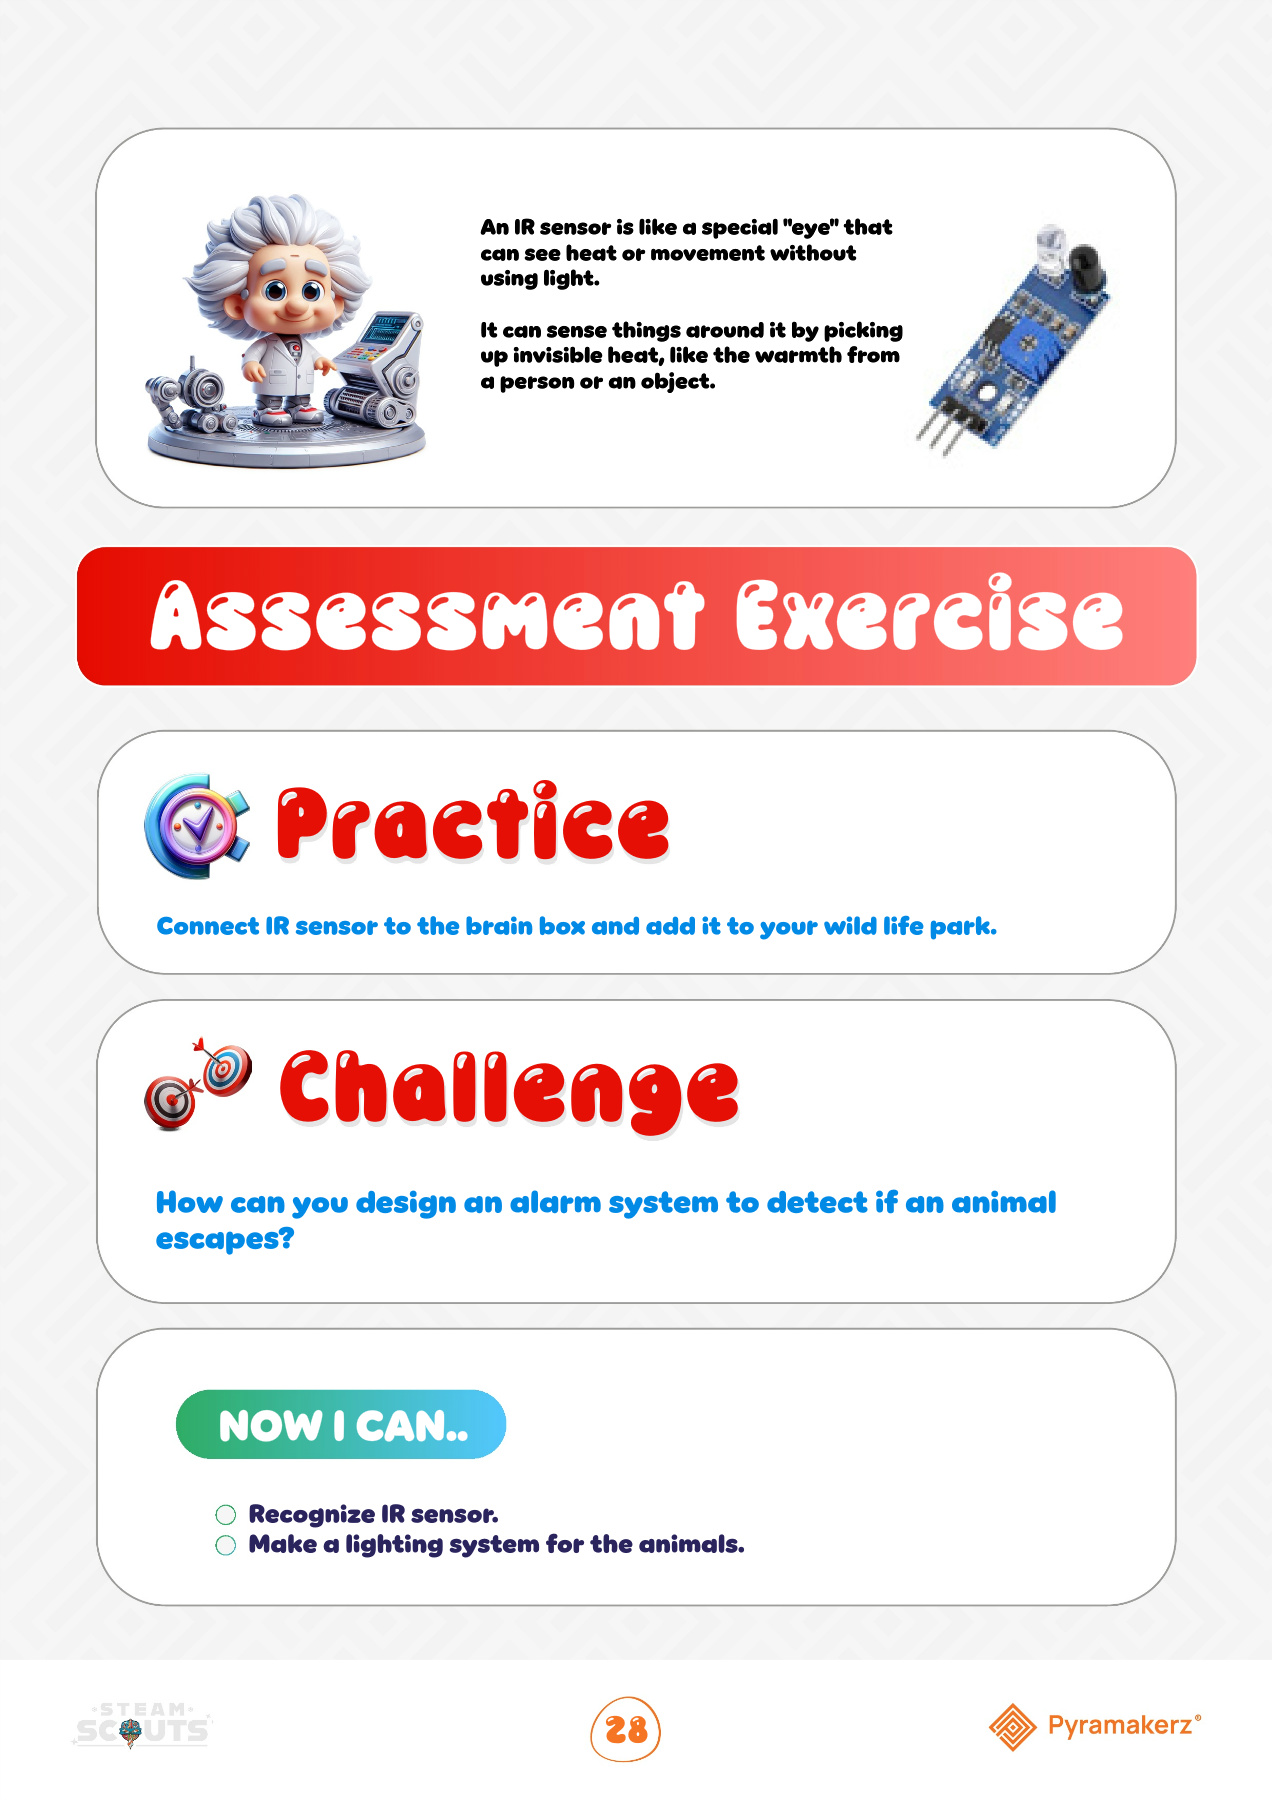 An IR sensor is like a special "eye" that
can see heat or movement without
using light.
It can sense things around it by picking
up invisible heat, like the warmth from
a person or an object.
Assessment Exercise
Practice
Connect IR sensor to the brain box and add it to your wild life park.
Challenge
How can you design an alarm system to detect if an animal
escapes?
NOW I CAN..
Recognize IR sensor.
Make a lighting system for the animals.
STEAM
SCOUTS
28
Pyramakerz®